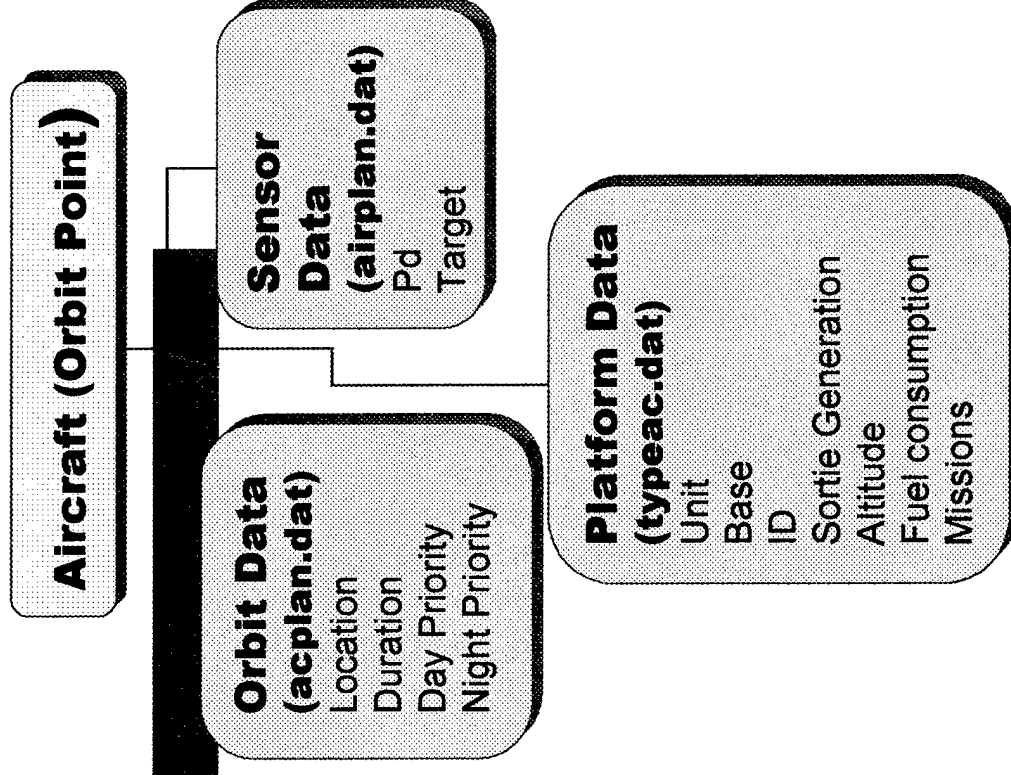 Aircraft (Orbit Point)
Orbit Data
(acplan.dat)
Location
Duration
Day Priority
Night Priority
Sensor
Data
(airplan.dat)
Pd
Target
Platform Data
(typeac.dat)
Unit
Base
ID
Sortie Generation
Altitude
Fuel consumption
Missions